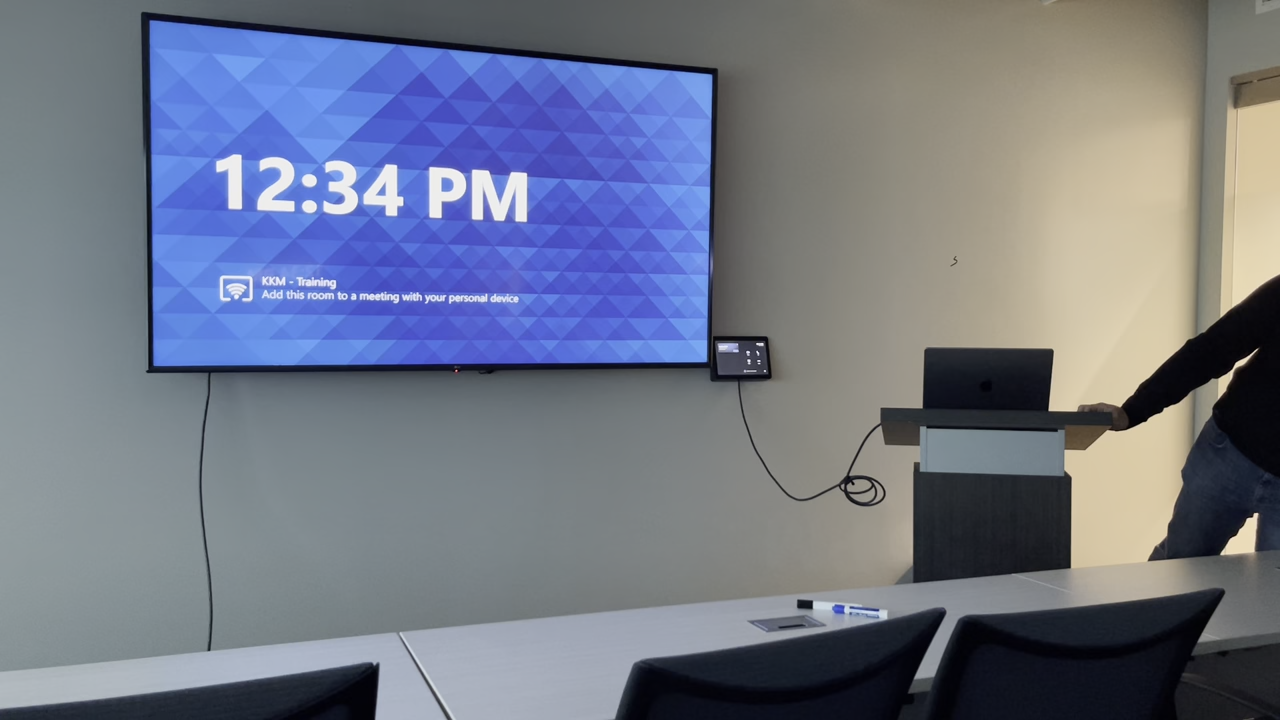 12:34 PM
KKM - Training
Add this room to a meeting with your personal device